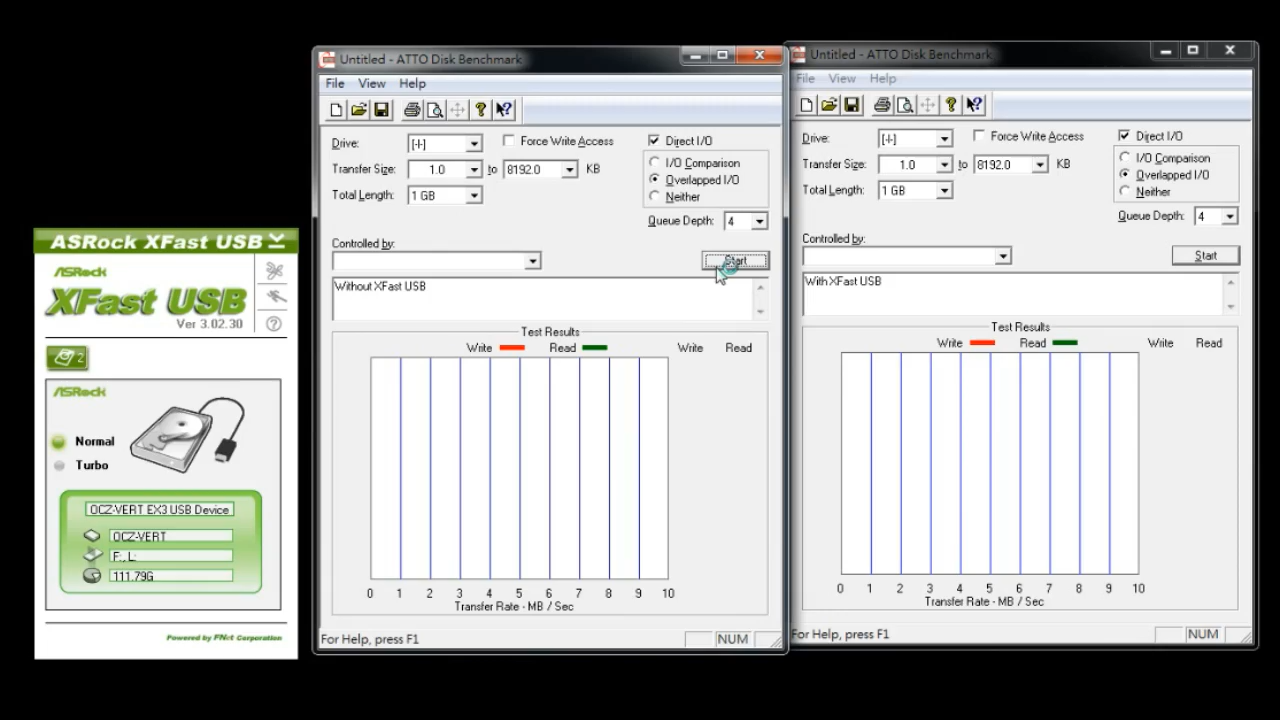 ASRock XFast USB
ASRock
XFast USB
Ver 3.02.30
2
ASRock
Normal
Turbo
OCZ-VERT EX3 USB Device
OCZ-VERT
F:, L:
111.79G
Powered by FNet Corporation
Untitled - ATTO Disk Benchmark
File View Help
Drive: [-I-] Force Write Access Direct I/O
Transfer Size: 1.0 to 8192.0 KB I/O Comparison
Overlapped I/O
Total Length: 1 GB Neither
Queue Depth: 4
Controlled by:
Start
Without XFast USB
Test Results
Write Read Write Read
0 1 2 3 4 5 6 7 8 9 10
Transfer Rate - MB / Sec
For Help, press F1 NUM
Untitled - ATTO Disk Benchmark
File View Help
Drive: [-I-] Force Write Access Direct I/O
Transfer Size: 1.0 to 8192.0 KB I/O Comparison
Overlapped I/O
Total Length: 1 GB Neither
Queue Depth: 4
Controlled by:
Start
With XFast USB
Test Results
Write Read Write Read
0 1 2 3 4 5 6 7 8 9 10
Transfer Rate - MB / Sec
For Help, press F1 NUM